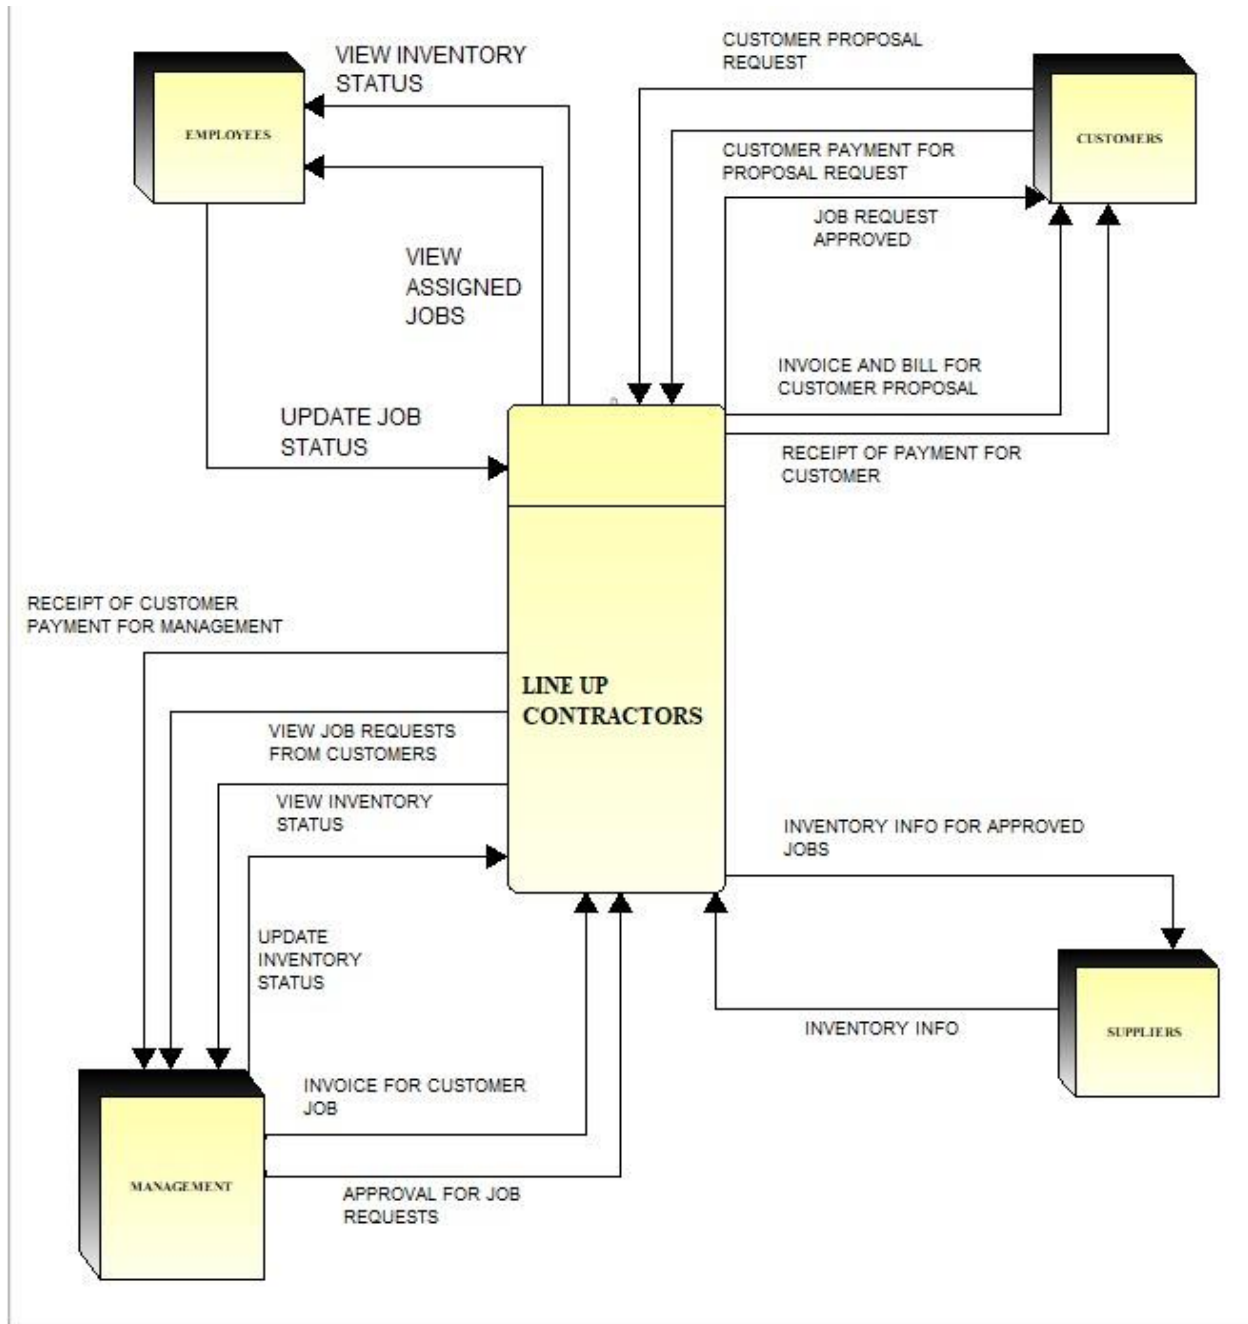 VIEW INVENTORY
STATUS
CUSTOMER PROPOSAL
REQUEST
EMPLOYEES
CUSTOMERS
CUSTOMER PAYMENT FOR
PROPOSAL REQUEST
JOB REQUEST
APPROVED
VIEW
ASSIGNED
JOBS
INVOICE AND BILL FOR
CUSTOMER PROPOSAL
UPDATE JOB
STATUS
RECEIPT OF PAYMENT FOR
CUSTOMER
RECEIPT OF CUSTOMER
PAYMENT FOR MANAGEMENT
LINE UP
CONTRACTORS
VIEW JOB REQUESTS
FROM CUSTOMERS
VIEW INVENTORY
STATUS
INVENTORY INFO FOR APPROVED
JOBS
UPDATE
INVENTORY
STATUS
INVENTORY INFO
SUPPLIERS
INVOICE FOR CUSTOMER
JOB
MANAGEMENT
APPROVAL FOR JOB
REQUESTS